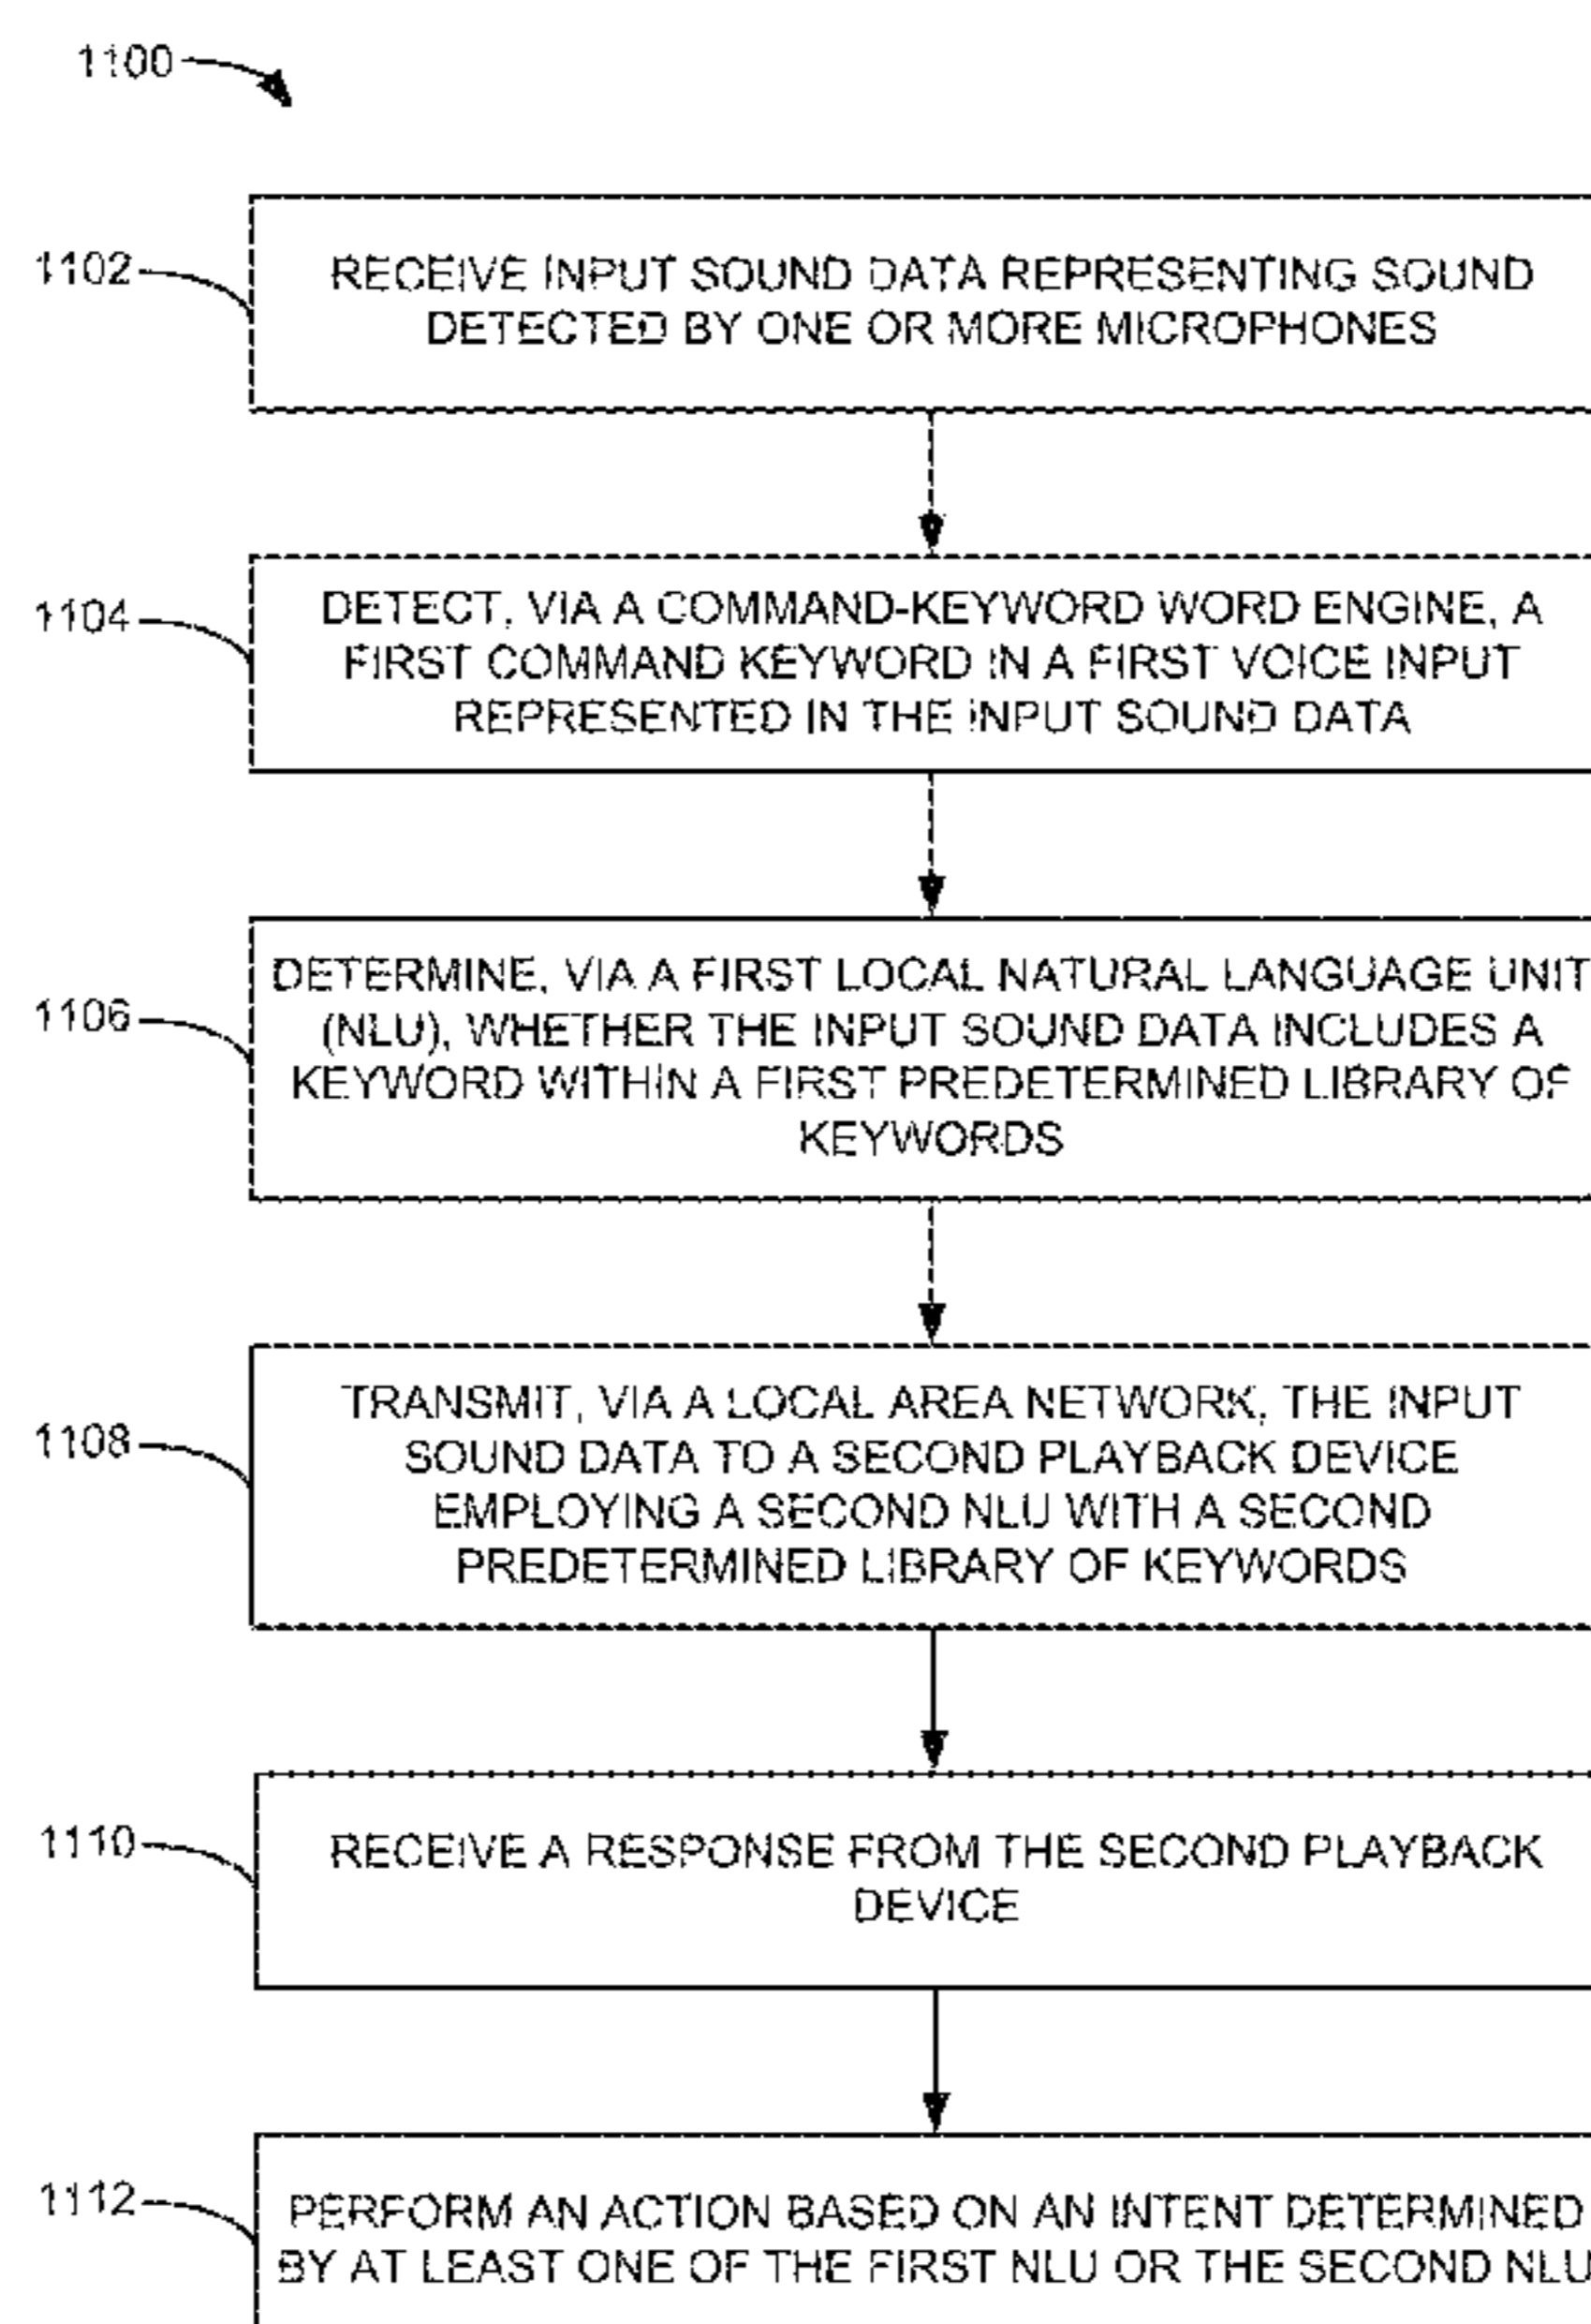 1100
1102
RECEIVE INPUT SOUND DATA REPRESENTING SOUND
DETECTED BY ONE OR MORE MICROPHONES
1104
DETECT, VIA A COMMAND-KEYWORD WORD ENGINE, A
FIRST COMMAND KEYWORD IN A FIRST VOICE INPUT
REPRESENTED IN THE INPUT SOUND DATA
1106
DETERMINE, VIA A FIRST LOCAL NATURAL LANGUAGE UNIT
(NLU), WHETHER THE INPUT SOUND DATA INCLUDES A
KEYWORD WITHIN A FIRST PREDETERMINED LIBRARY OF
KEYWORDS
1108
TRANSMIT, VIA A LOCAL AREA NETWORK, THE INPUT
SOUND DATA TO A SECOND PLAYBACK DEVICE
EMPLOYING A SECOND NLU WITH A SECOND
PREDETERMINED LIBRARY OF KEYWORDS
1110
RECEIVE A RESPONSE FROM THE SECOND PLAYBACK
DEVICE
1112
PERFORM AN ACTION BASED ON AN INTENT DETERMINED
BY AT LEAST ONE OF THE FIRST NLU OR THE SECOND NLU